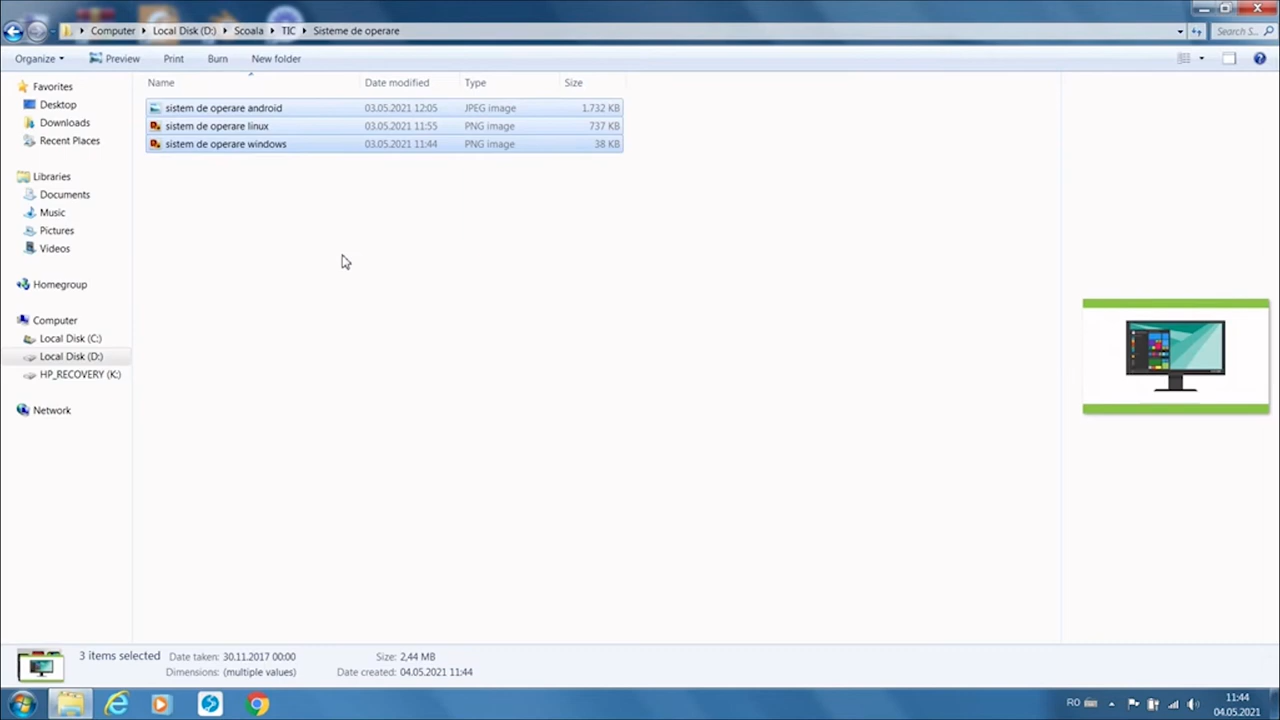 Computer Local Disk (D:) Scoala TIC Sisteme de operare Search S...
Organize Preview Print Burn New folder
Name Date modified Type Size
Favorites
Desktop
Downloads
Recent Places
Libraries
Documents
Music
Pictures
Videos
Homegroup
Computer
Local Disk (C:)
Local Disk (D:)
HP_RECOVERY (K:)
Network
sistem de operare android 03.05.2021 12:05 JPEG image 1.732 KB
sistem de operare linux 03.05.2021 11:55 PNG image 737 KB
sistem de operare windows 03.05.2021 11:44 PNG image 38 KB
3 items selected Date taken: 30.11.2017 00:00 Size: 2,44 MB
Dimensions: (multiple values) Date created: 04.05.2021 11:44
RO 11:44
04.05.2021